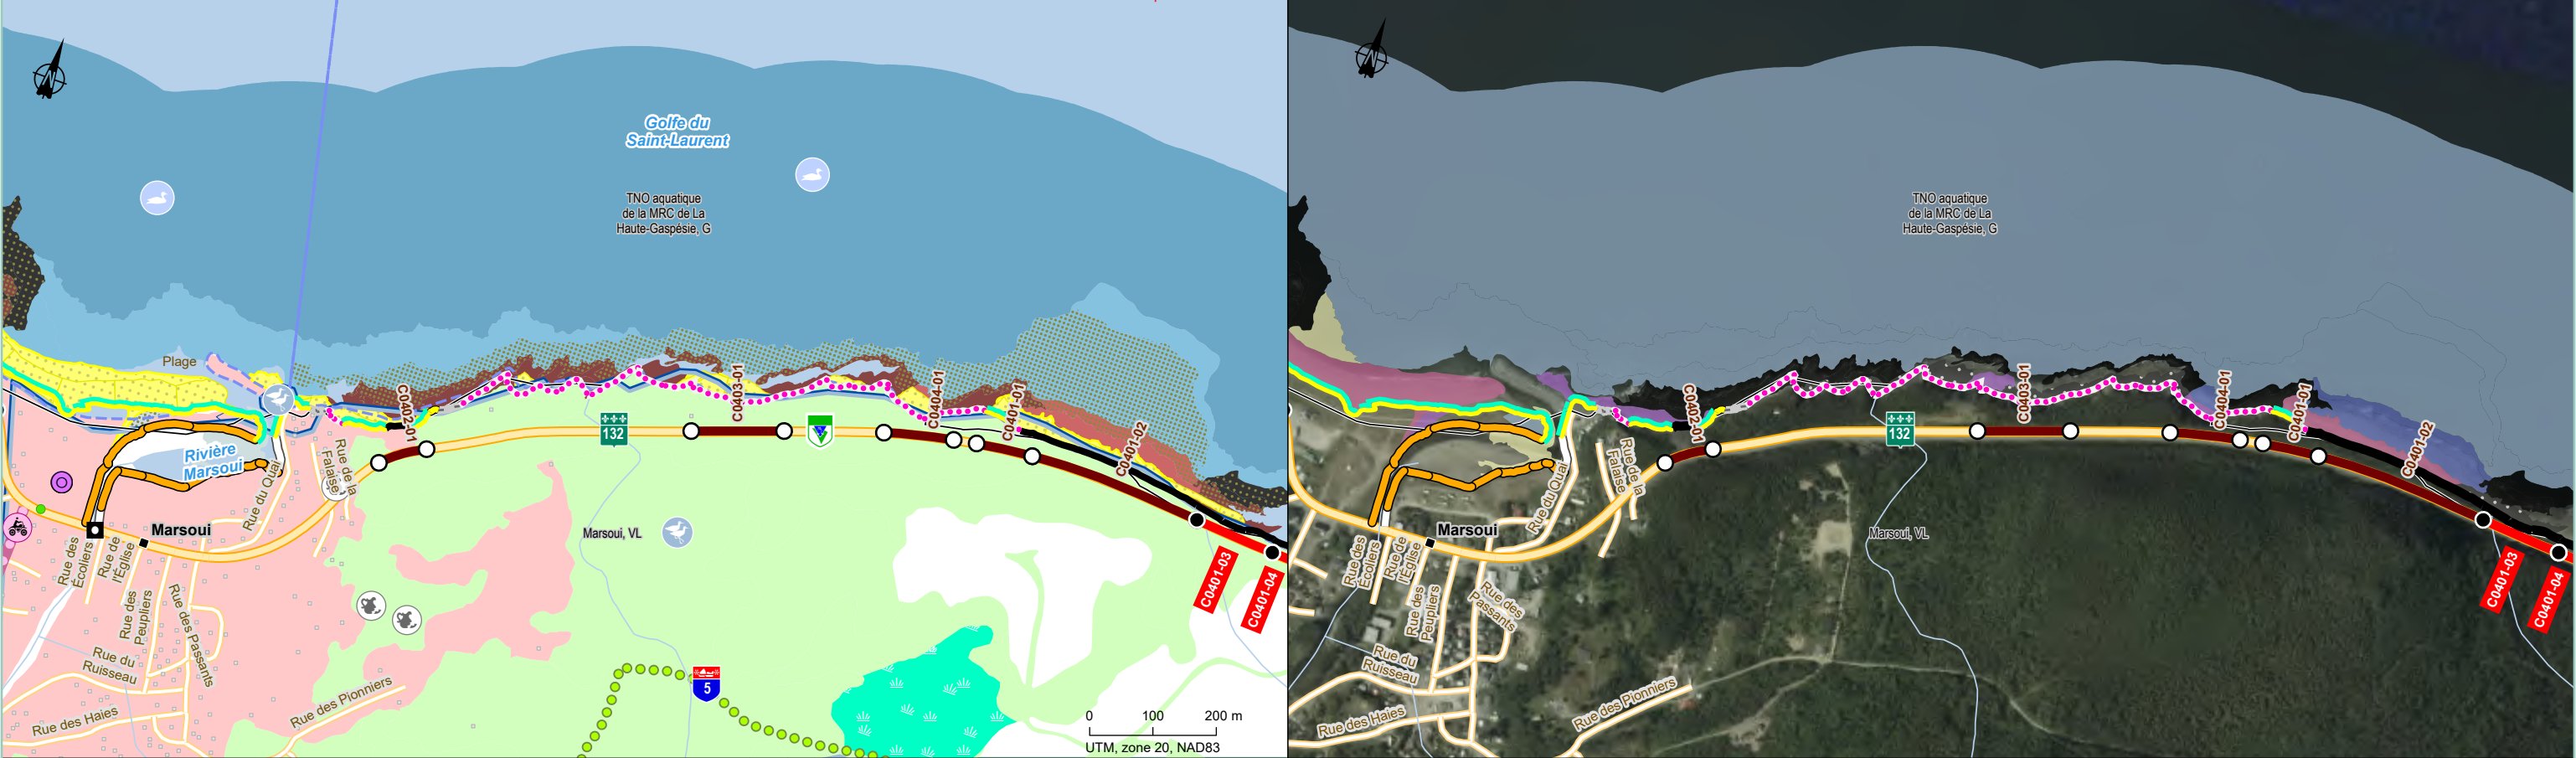 N
Golfe du
Saint-Laurent
TNO aquatique
de la MRC de La
Haute-Gaspésie, G
Plage
C0402-01
C0403-01
C0404-01
C0401-01
C0401-02
132
Rivière
Marsoui
Rue du Quai
Rue de la
Falaise
Marsoui
Marsoui, VL
Rue des
Écoliers
Rue de
l'Église
Rue des
Peupliers
Rue des Passants
C0401-03
C0401-04
Rue du
Ruisseau
Rue des Haies
Rue des Pionniers
5
0 100 200 m
UTM, zone 20, NAD83
N
TNO aquatique
de la MRC de La
Haute-Gaspésie, G
C0402-01
C0403-01
C0404-01
C0401-01
C0401-02
132
Rue du Quai
Rue de la
Falaise
Marsoui
Marsoui, VL
Rue des
Écoliers
Rue de
l'Église
Rue des
Peupliers
Rue des
Passants
C0401-03
C0401-04
Rue du
Ruisseau
Rue des Haies
Rue des Pionniers